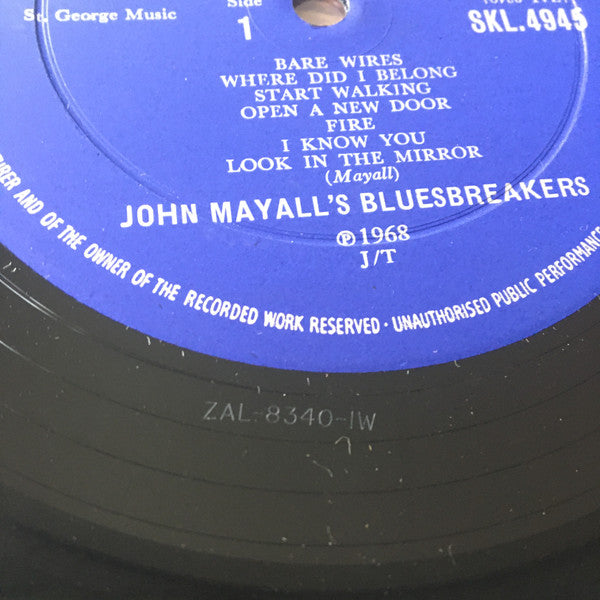 St. George Music
Side
1
SKL.4945
BARE WIRES
WHERE DID I BELONG
START WALKING
OPEN A NEW DOOR
FIRE
I KNOW YOU
LOOK IN THE MIRROR
(Mayall)
JOHN MAYALL'S BLUESBREAKERS
Ⓟ1968
J/T
AND OF THE OWNER OF THE RECORDED WORK RESERVED · UNAUTHORISED PUBLIC PERFORMANCE
ZAL-8340-1W